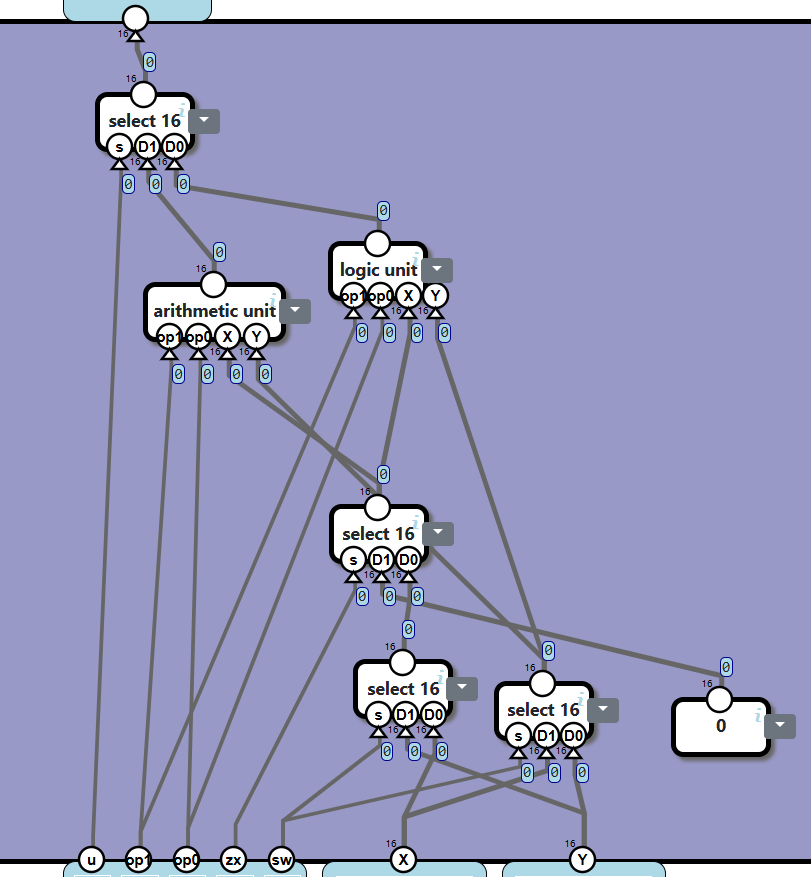 16
0
16
select 16
i
s D1 D0
16 16
0 0 0
0
0
16
logic unit
i
op1 op0 X Y
16 16
0 0 0 0
arithmetic unit
i
op1 op0 X Y
16 16
0 0 0 0
0
16
select 16
i
s D1 D0
16 16
0 0 0
0
16
select 16
i
s D1 D0
16 16
0 0 0
0
16
select 16
i
s D1 D0
16 16
0 0 0
0
16
0
i
16 16
u op1 op0 zx sw X Y